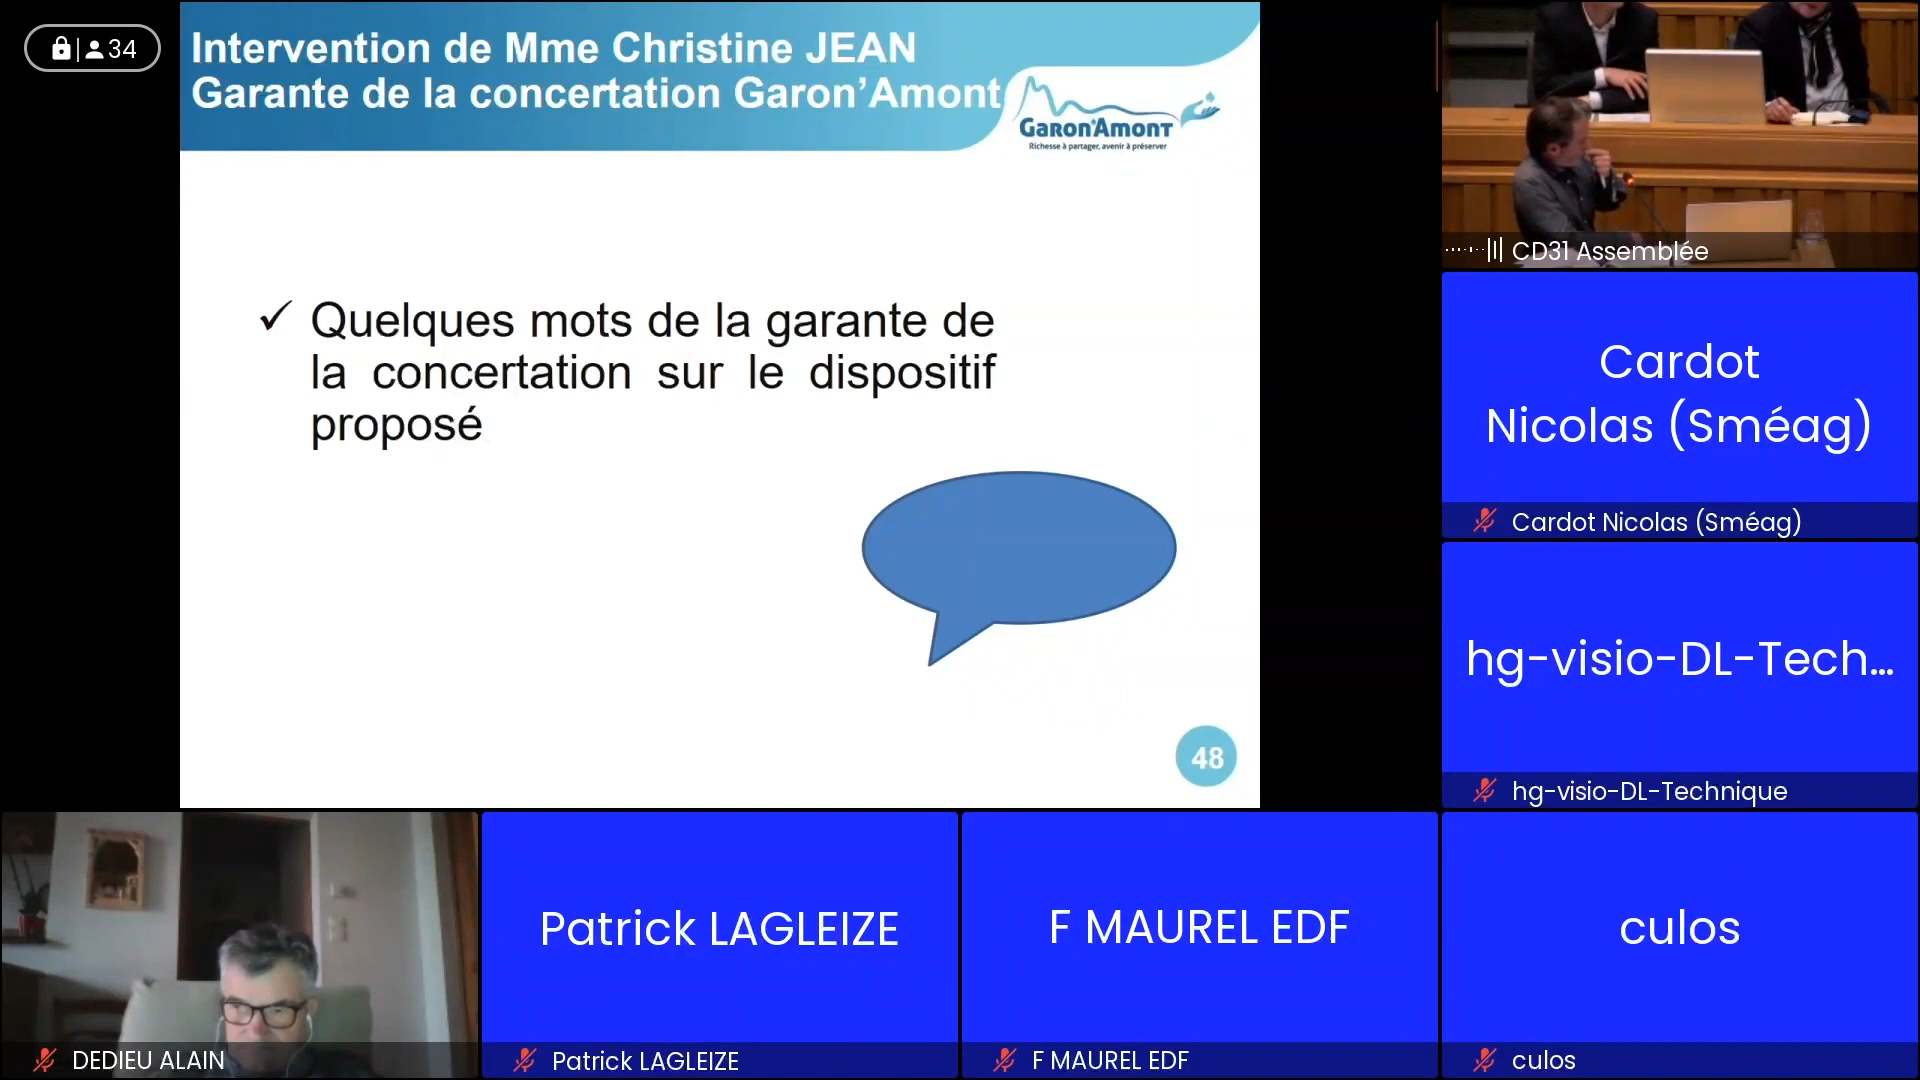 34
Intervention de Mme Christine JEAN
Garante de la concertation Garon’Amont
GARON'AMONT
Richesse à partager, avenir à préserver
✓ Quelques mots de la garante de
la concertation sur le dispositif
proposé
48
CD31 Assemblée
Cardot
Nicolas (Sméag)
Cardot Nicolas (Sméag)
hg-visio-DL-Tech...
hg-visio-DL-Technique
DEDIEU ALAIN
Patrick LAGLEIZE
Patrick LAGLEIZE
F MAUREL EDF
F MAUREL EDF
culos
culos